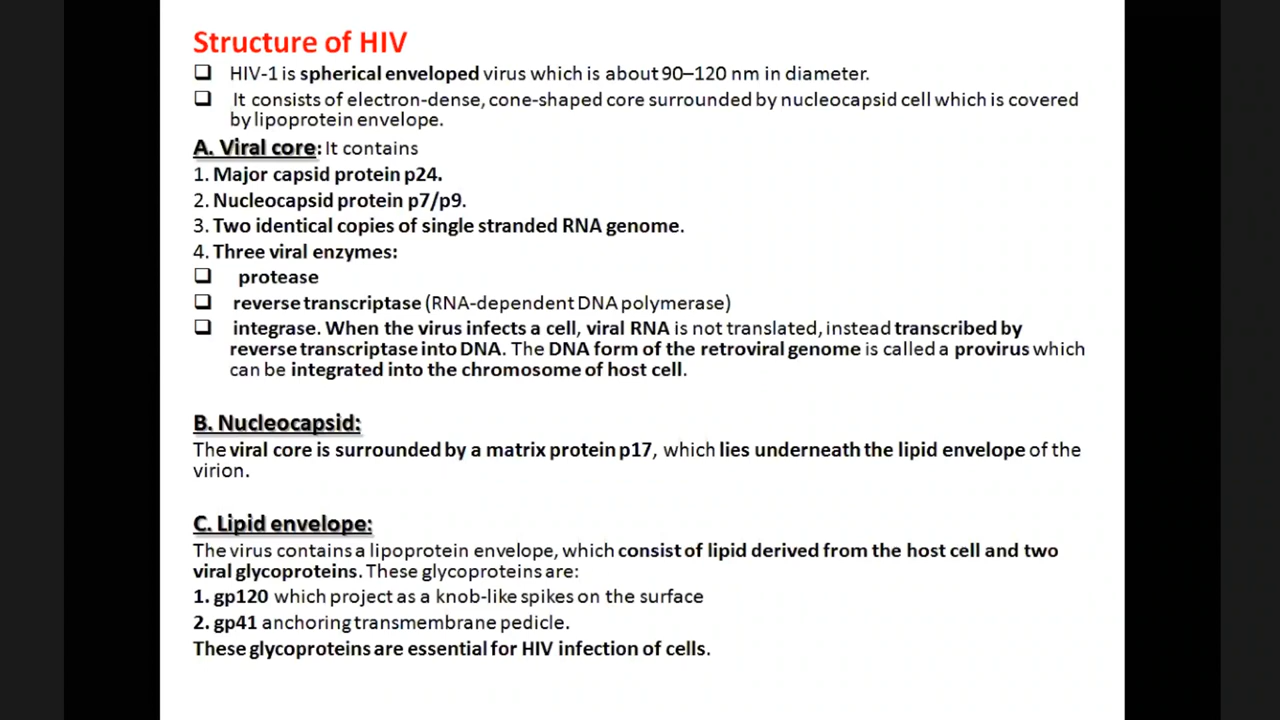 Structure of HIV
❑ HIV-1 is spherical enveloped virus which is about 90–120 nm in diameter.
❑ It consists of electron-dense, cone-shaped core surrounded by nucleocapsid cell which is covered
by lipoprotein envelope.
A. Viral core: It contains
1. Major capsid protein p24.
2. Nucleocapsid protein p7/p9.
3. Two identical copies of single stranded RNA genome.
4. Three viral enzymes:
❑ protease
❑ reverse transcriptase (RNA-dependent DNA polymerase)
❑ integrase. When the virus infects a cell, viral RNA is not translated, instead transcribed by
reverse transcriptase into DNA. The DNA form of the retroviral genome is called a provirus which
can be integrated into the chromosome of host cell.
B. Nucleocapsid:
The viral core is surrounded by a matrix protein p17, which lies underneath the lipid envelope of the
virion.
C. Lipid envelope:
The virus contains a lipoprotein envelope, which consist of lipid derived from the host cell and two
viral glycoproteins. These glycoproteins are:
1. gp120 which project as a knob-like spikes on the surface
2. gp41 anchoring transmembrane pedicle.
These glycoproteins are essential for HIV infection of cells.